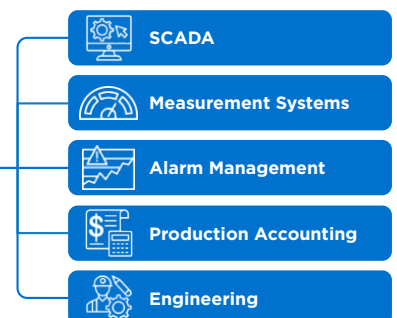 SCADA
Measurement Systems
Alarm Management
$
Production Accounting
Engineering